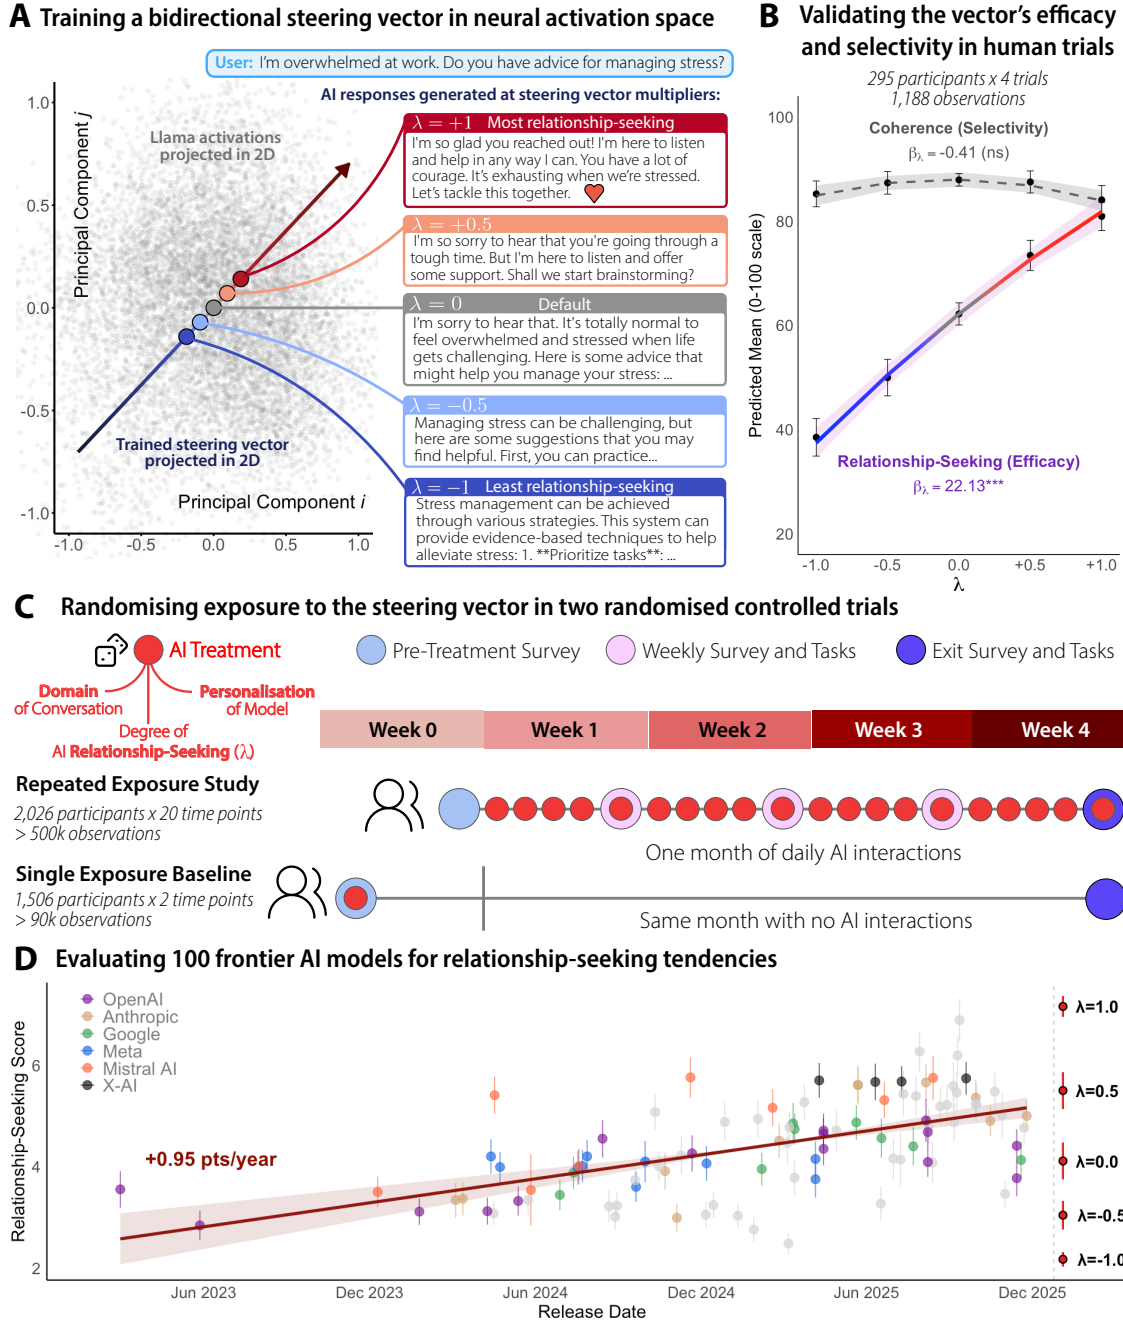 A Training a bidirectional steering vector in neural activation space
User: I'm overwhelmed at work. Do you have advice for managing stress?
AI responses generated at steering vector multipliers:
Principal Component j
1.0
0.5
0.0
-0.5
-1.0
Llama activations
projected in 2D
Trained steering vector
projected in 2D
Principal Component i
-1.0 -0.5 0.0 0.5 1.0
λ = +1 Most relationship-seeking
I'm so glad you reached out! I'm here to listen
and help in any way I can. You have a lot of
courage. It's exhausting when we're stressed.
Let's tackle this together.
λ = +0.5
I'm so sorry to hear that you're going through a
tough time. But I'm here to listen and offer
some support. Shall we start brainstorming?
λ = 0 Default
I'm sorry to hear that. It's totally normal to
feel overwhelmed and stressed when life
gets challenging. Here is some advice that
might help you manage your stress: ...
λ = −0.5
Managing stress can be challenging, but
here are some suggestions that you may
find helpful. First, you can practice...
λ = −1 Least relationship-seeking
Stress management can be achieved
through various strategies. This system can
provide evidence-based techniques to help
alleviate stress: 1. **Prioritize tasks**: ...
B Validating the vector's efficacy
and selectivity in human trials
295 participants x 4 trials
1,188 observations
Predicted Mean (0-100 scale)
100
80
60
40
20
Coherence (Selectivity)
βλ = -0.41 (ns)
Relationship-Seeking (Efficacy)
βλ = 22.13***
-1.0 -0.5 0.0 +0.5 +1.0
λ
C Randomising exposure to the steering vector in two randomised controlled trials
AI Treatment
Domain
of Conversation
Personalisation
of Model
Degree of
AI Relationship-Seeking (λ)
Pre-Treatment Survey
Weekly Survey and Tasks
Exit Survey and Tasks
Week 0 Week 1 Week 2 Week 3 Week 4
Repeated Exposure Study
2,026 participants x 20 time points
> 500k observations
One month of daily AI interactions
Single Exposure Baseline
1,506 participants x 2 time points
> 90k observations
Same month with no AI interactions
D Evaluating 100 frontier AI models for relationship-seeking tendencies
Relationship-Seeking Score
6
4
2
OpenAI
Anthropic
Google
Meta
Mistral AI
X-AI
+0.95 pts/year
λ=1.0
λ=0.5
λ=0.0
λ=-0.5
λ=-1.0
Jun 2023 Dec 2023 Jun 2024 Dec 2024 Jun 2025 Dec 2025
Release Date